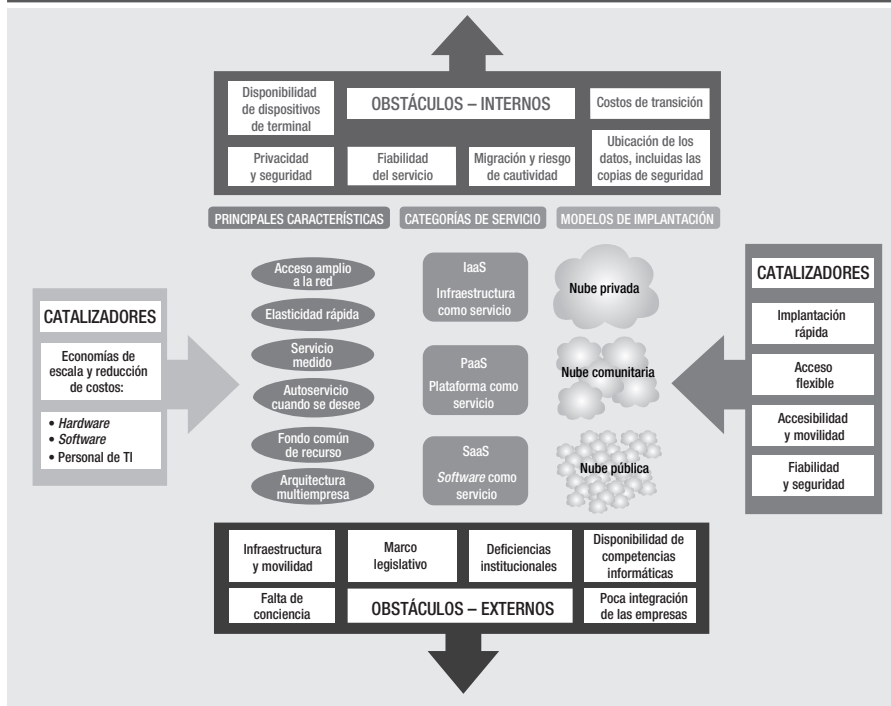 Disponibilidad
de dispositivos
de terminal
OBSTÁCULOS – INTERNOS
Costos de transición
Privacidad
y seguridad
Fiabilidad
del servicio
Migración y riesgo
de cautividad
Ubicación de los
datos, incluidas las
copias de seguridad
PRINCIPALES CARACTERÍSTICAS
CATEGORÍAS DE SERVICIO
MODELOS DE IMPLANTACIÓN
CATALIZADORES
Economías de
escala y reducción
de costos:
• Hardware
• Software
• Personal de TI
Acceso amplio
a la red
Elasticidad rápida
Servicio
medido
Autoservicio
cuando se desee
Fondo común
de recurso
Arquitectura
multiempresa
IaaS
Infraestructura
como servicio
PaaS
Plataforma como
servicio
SaaS
Software como
servicio
Nube privada
Nube comunitaria
Nube pública
CATALIZADORES
Implantación
rápida
Acceso
flexible
Accesibilidad
y movilidad
Fiabilidad
y seguridad
Infraestructura
y movilidad
Marco
legislativo
Deficiencias
institucionales
Disponibilidad de
competencias
informáticas
Falta de
conciencia
OBSTÁCULOS – EXTERNOS
Poca integración
de las empresas